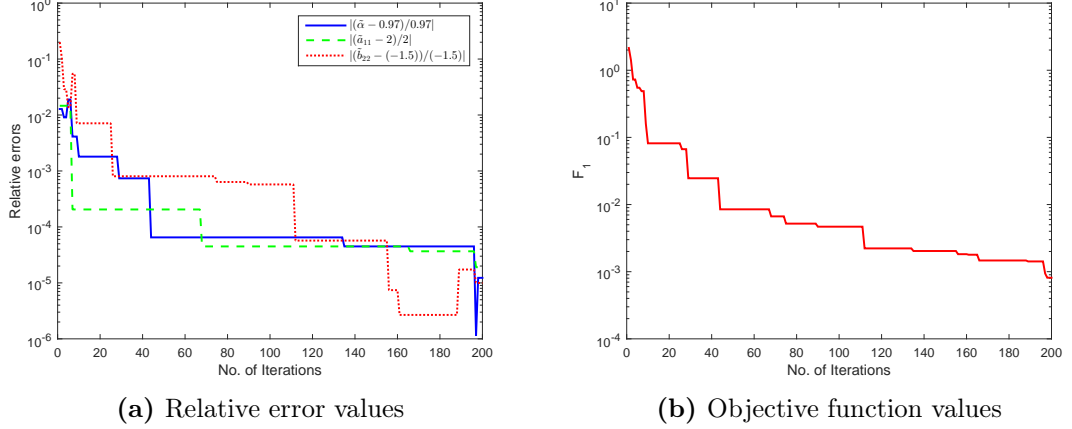 10^0
10^-1
10^-2
10^-3
10^-4
10^-5
10^-6
Relative errors
|(α̃ − 0.97)/0.97|
|(ã_11 − 2)/2|
|(b̃_22 − (−1.5))/(−1.5)|
0 20 40 60 80 100 120 140 160 180 200
No. of Iterations
(a) Relative error values
10^1
10^0
10^-1
10^-2
10^-3
10^-4
F_1
0 20 40 60 80 100 120 140 160 180 200
No. of Iterations
(b) Objective function values